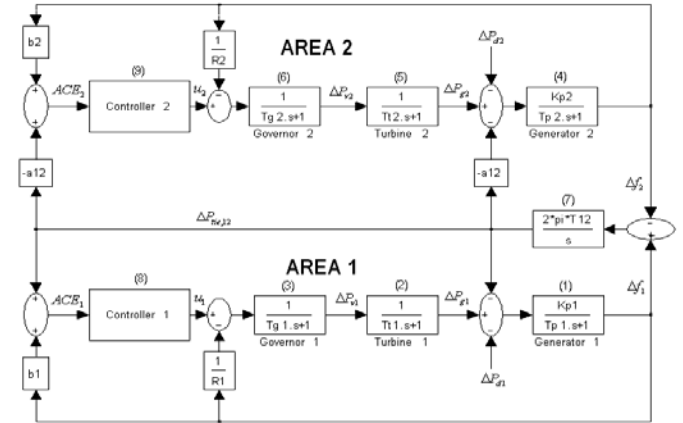 b2
1
R2
AREA 2
ΔP_d2
(9)
(6)
(5)
(4)
ACE_2
Controller 2
u_2
1
Tg 2.s+1
Governor 2
ΔP_v2
1
Tt 2.s+1
Turbine 2
ΔP_g2
Kp2
Tp 2.s+1
Generator 2
-a12
-a12
Δf_2
(7)
ΔP_tie,12
2*pi*T 12
s
AREA 1
(8)
(3)
(2)
(1)
Δf_1
ACE_1
Controller 1
u_1
1
Tg 1.s+1
Governor 1
ΔP_v1
1
Tt 1.s+1
Turbine 1
ΔP_g1
Kp1
Tp 1.s+1
Generator 1
b1
1
R1
ΔP_d1